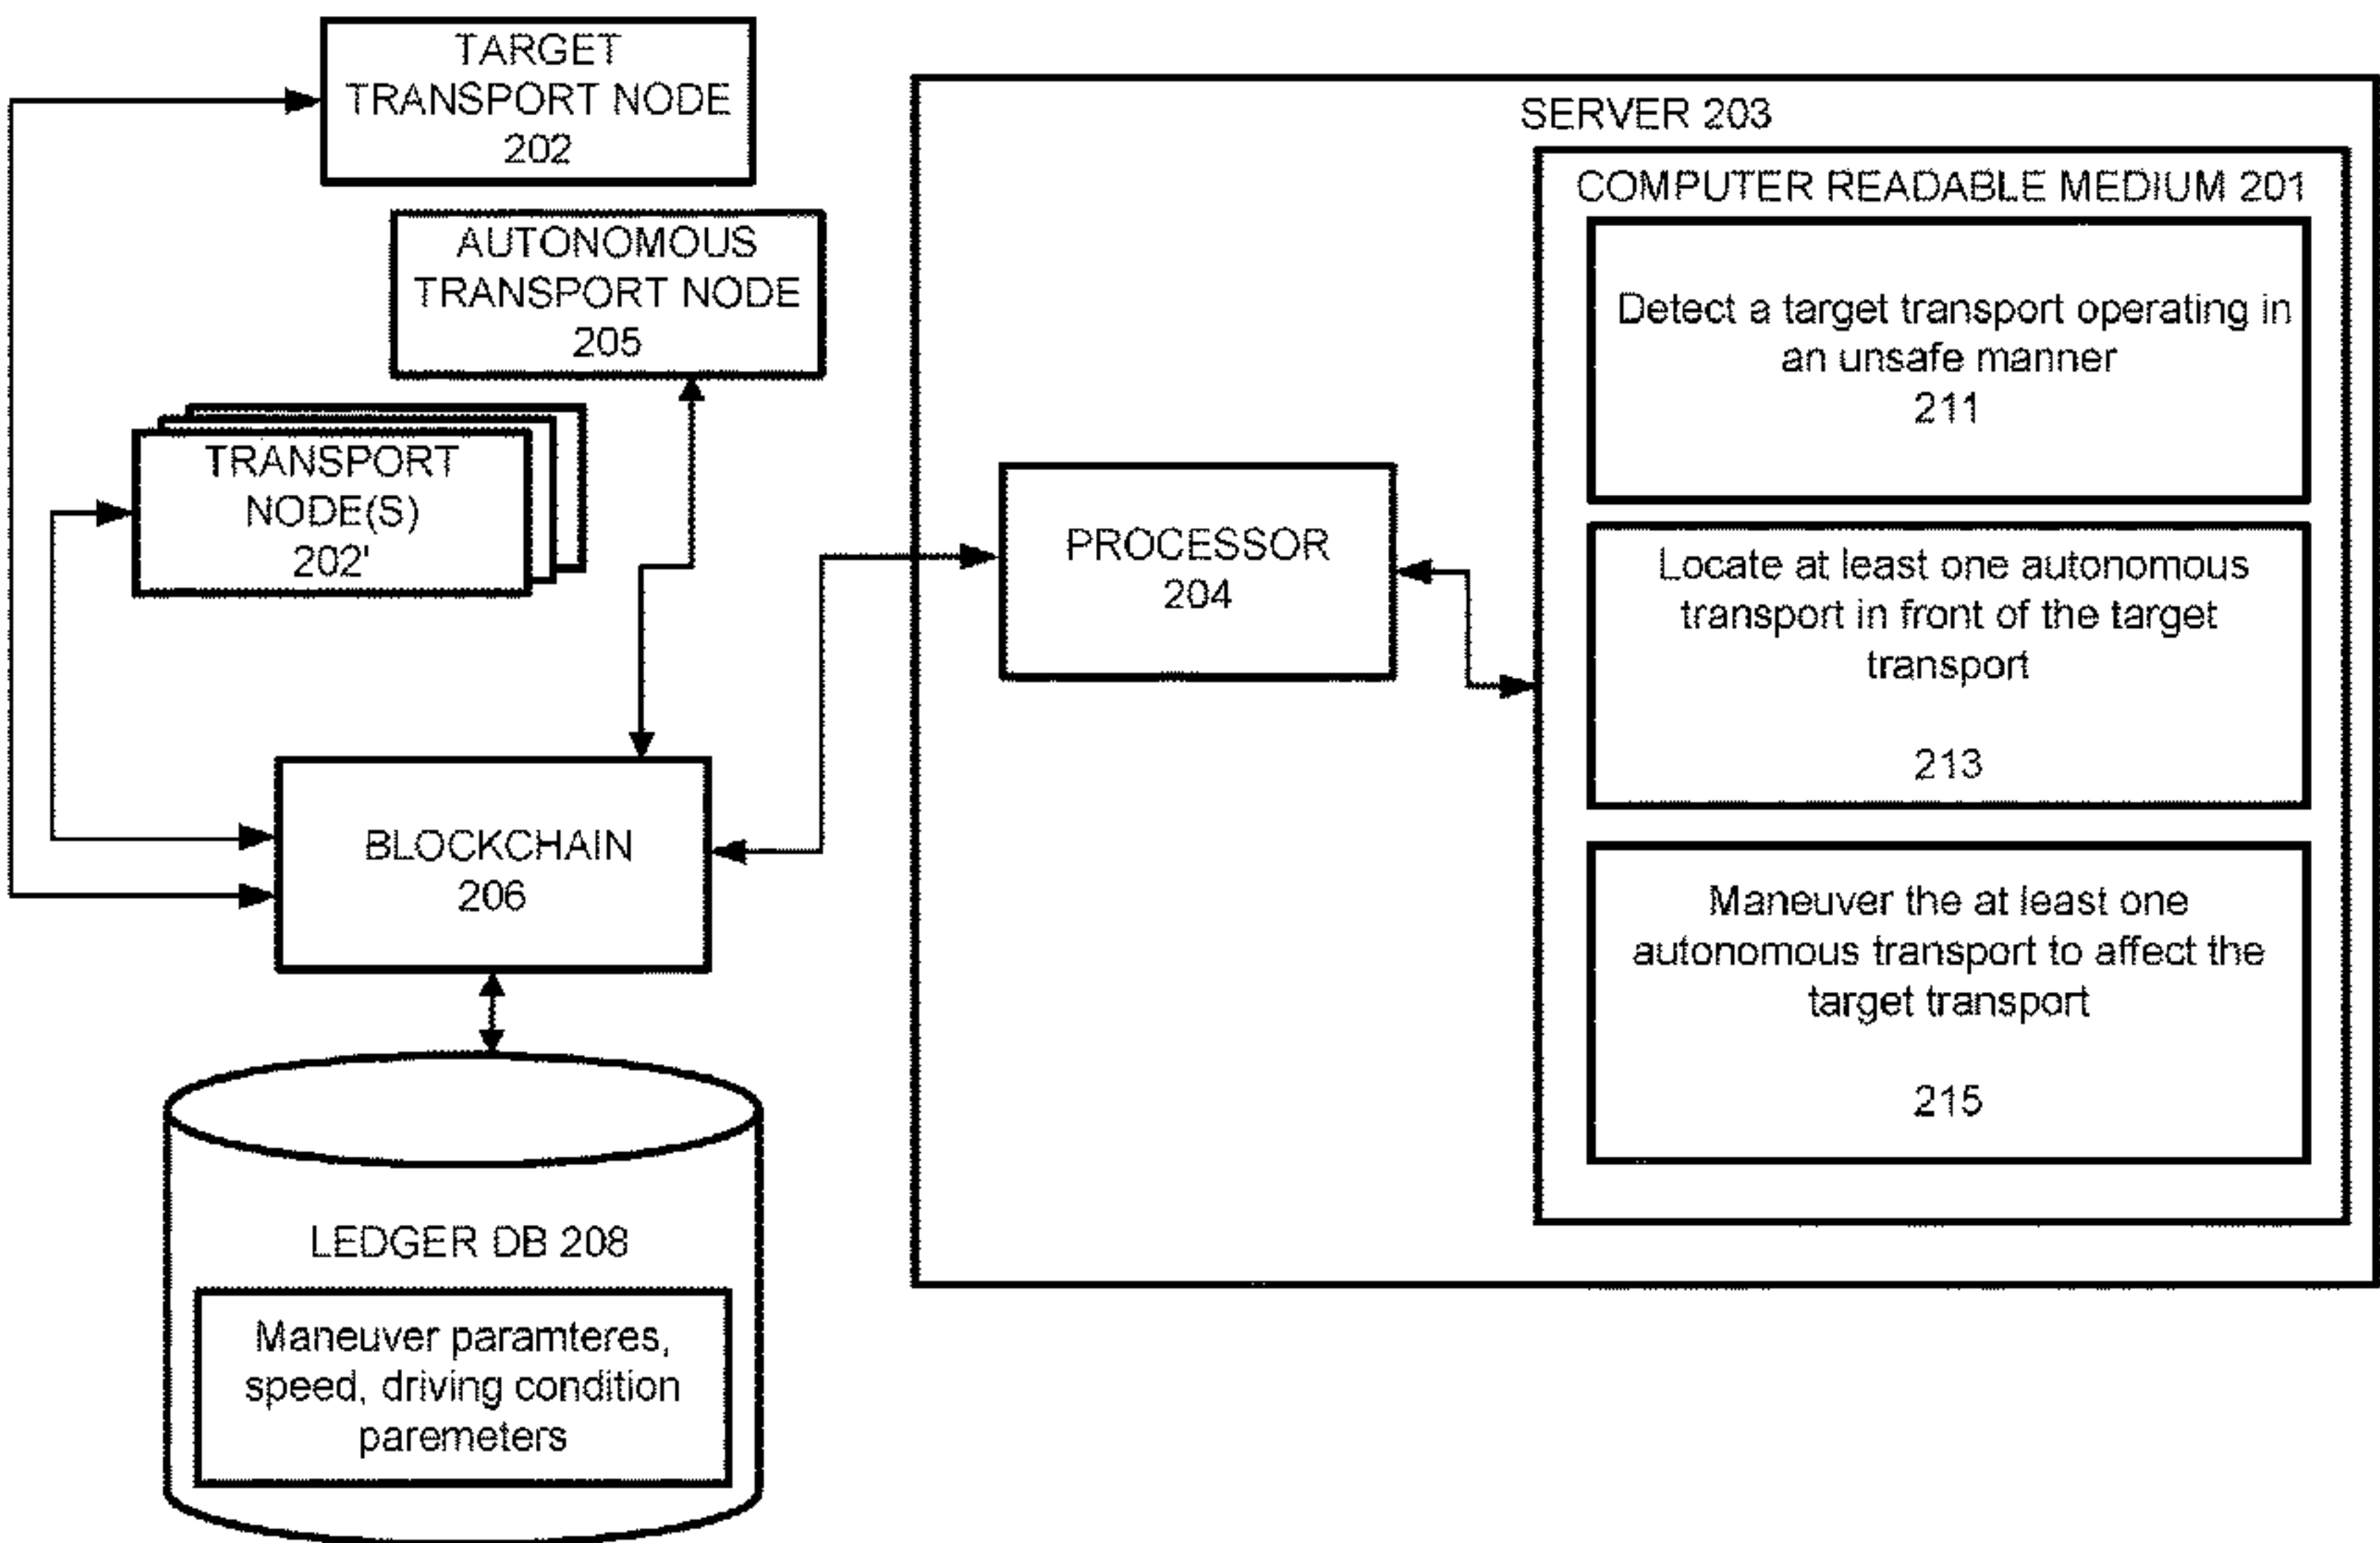 TARGET
TRANSPORT NODE
202
AUTONOMOUS
TRANSPORT NODE
205
TRANSPORT
NODE(S)
202'
BLOCKCHAIN
206
LEDGER DB 208
Maneuver paramteres,
speed, driving condition
paremeters
SERVER 203
PROCESSOR
204
COMPUTER READABLE MEDIUM 201
Detect a target transport operating in
an unsafe manner
211
Locate at least one autonomous
transport in front of the target
transport
213
Maneuver the at least one
autonomous transport to affect the
target transport
215